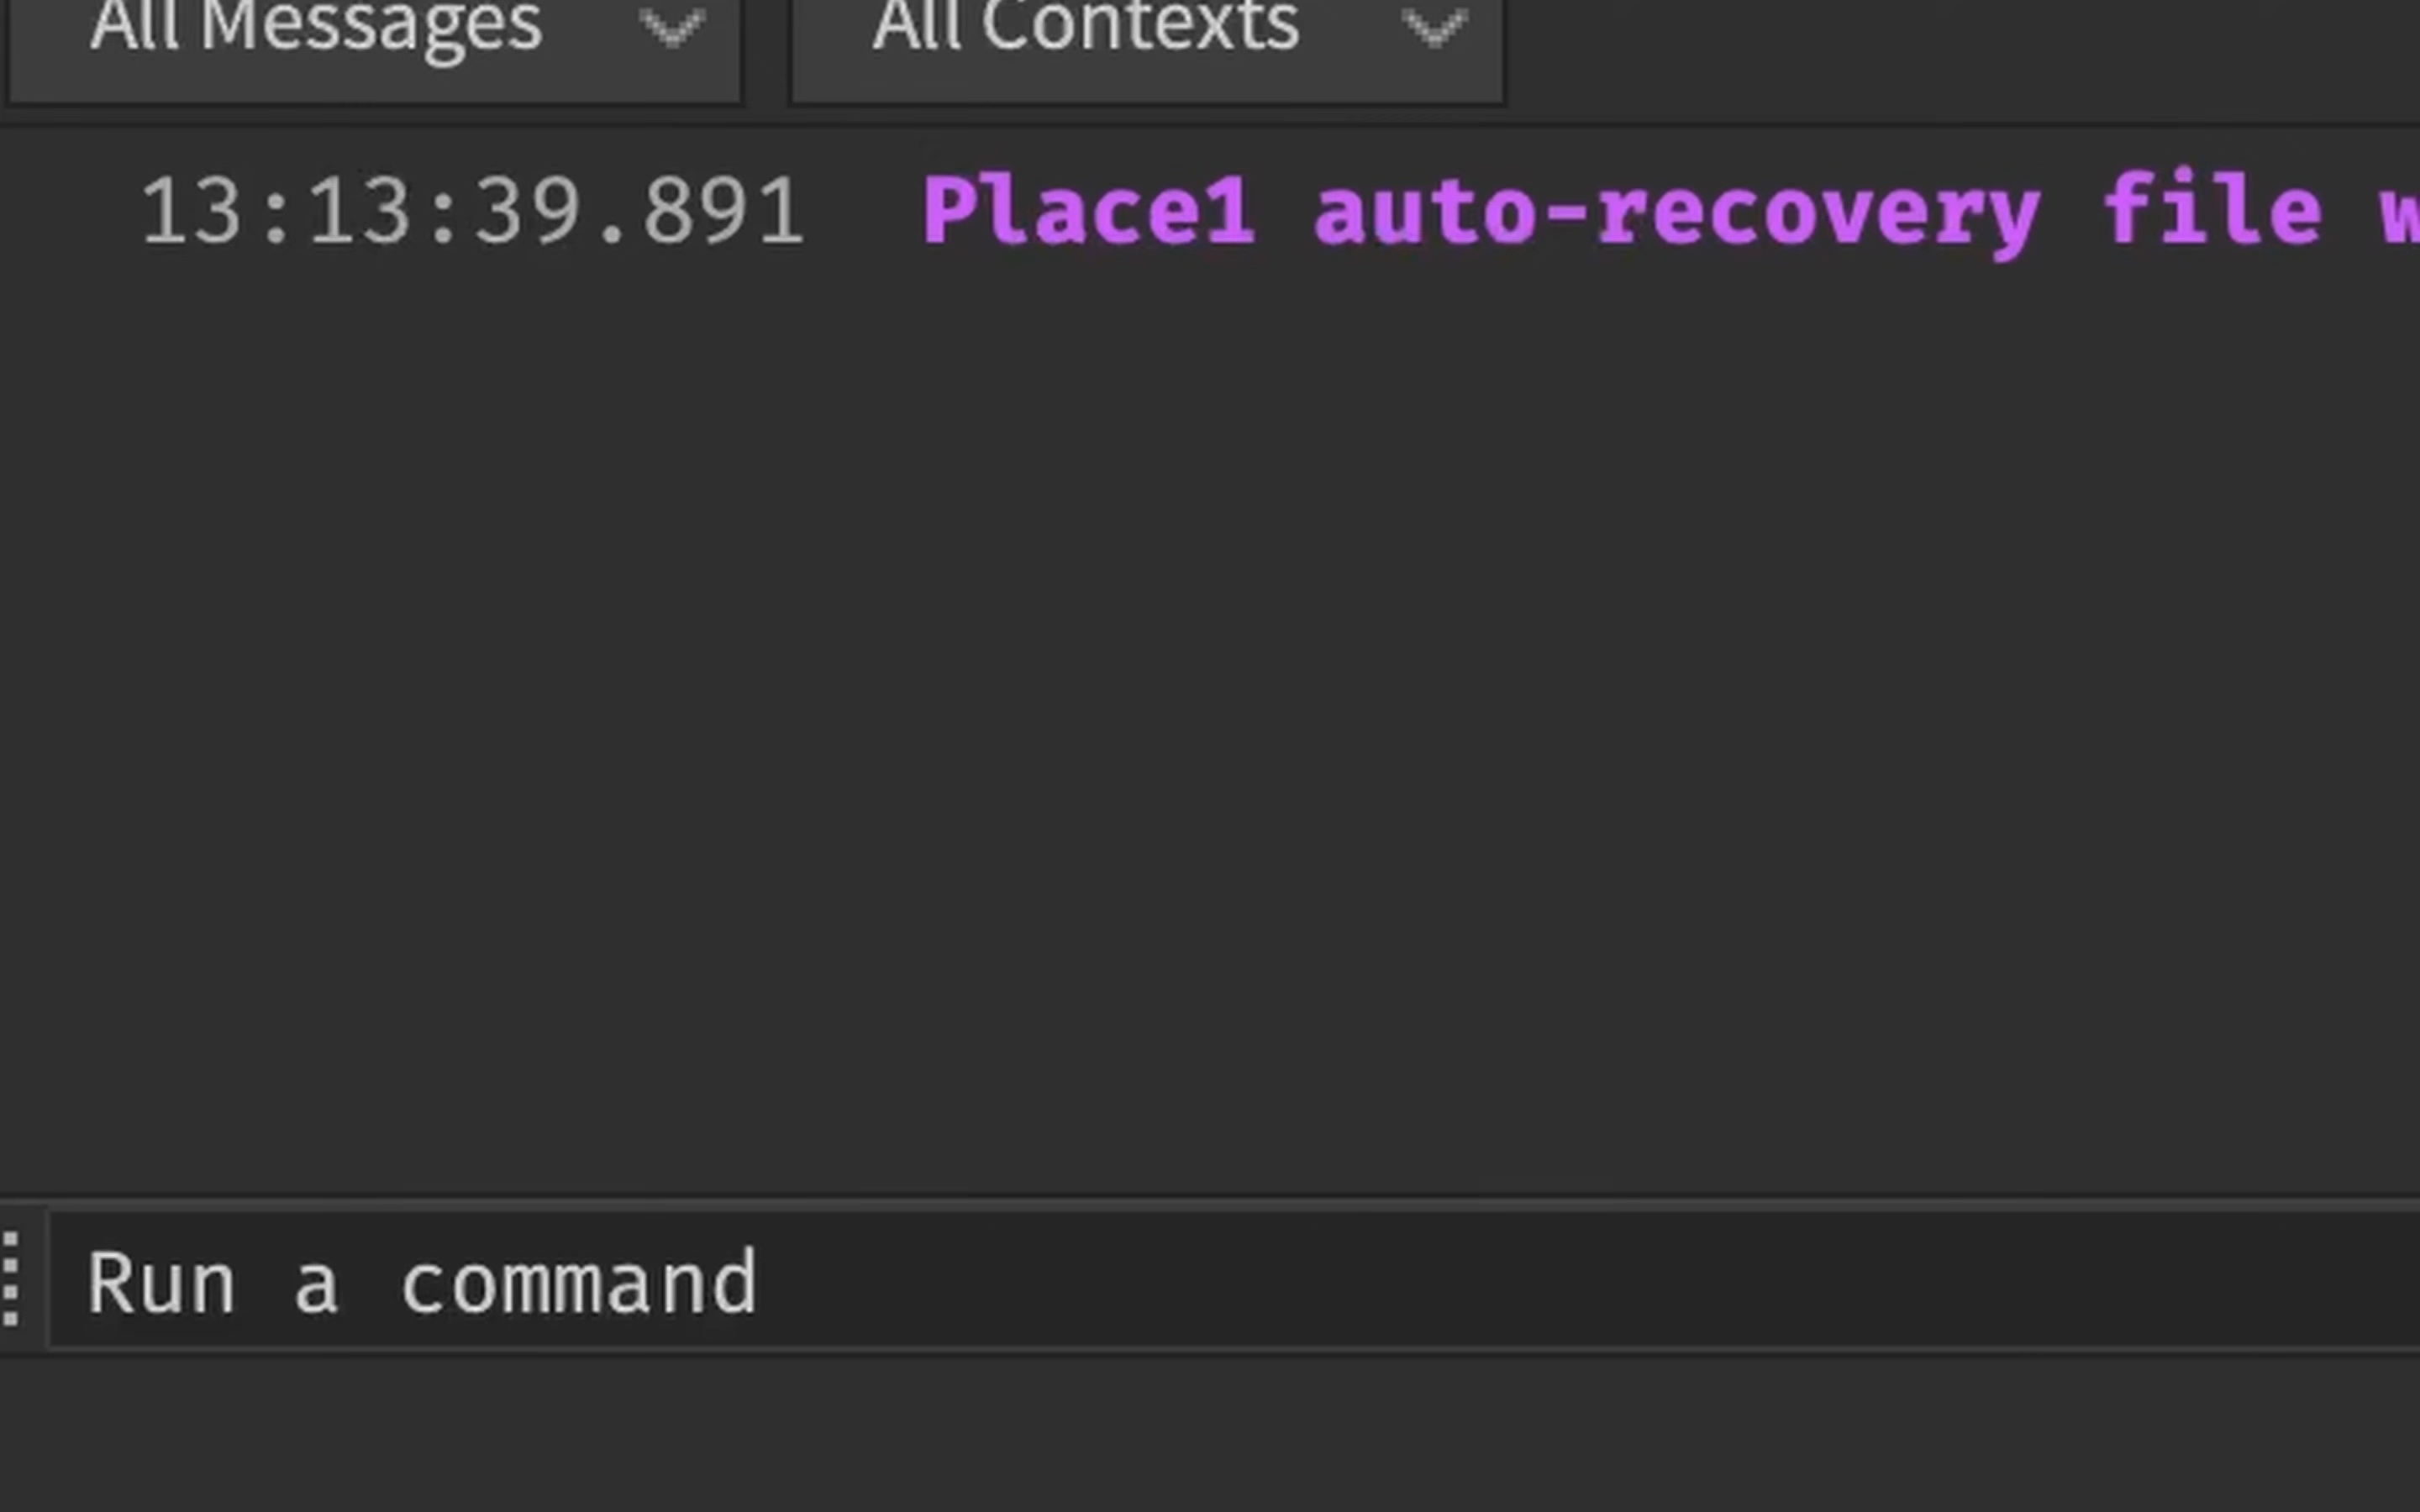 All Messages All Contexts
13:13:39.891 Place1 auto-recovery file
Run a command